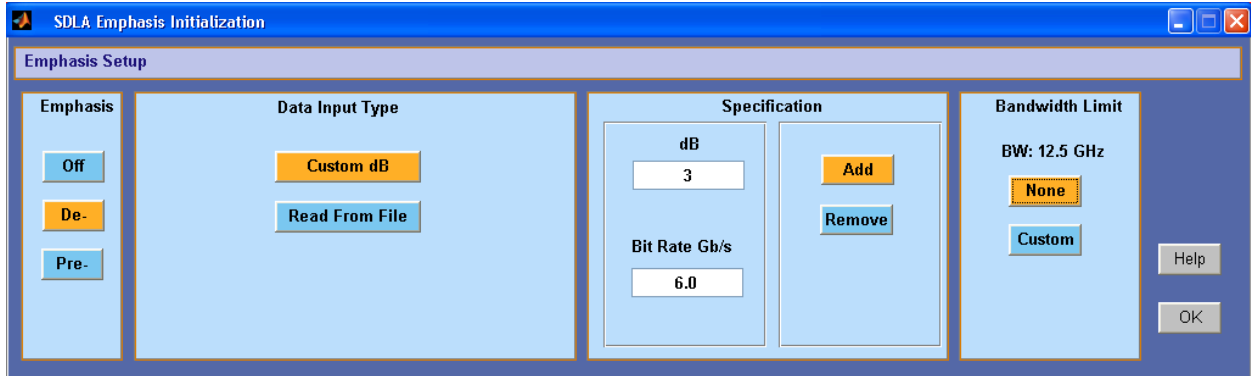 SDLA Emphasis Initialization
Emphasis Setup
Emphasis
Off
De-
Pre-
Data Input Type
Custom dB
Read From File
Specification
dB
3
Bit Rate Gb/s
6.0
Add
Remove
Bandwidth Limit
BW: 12.5 GHz
None
Custom
Help
OK